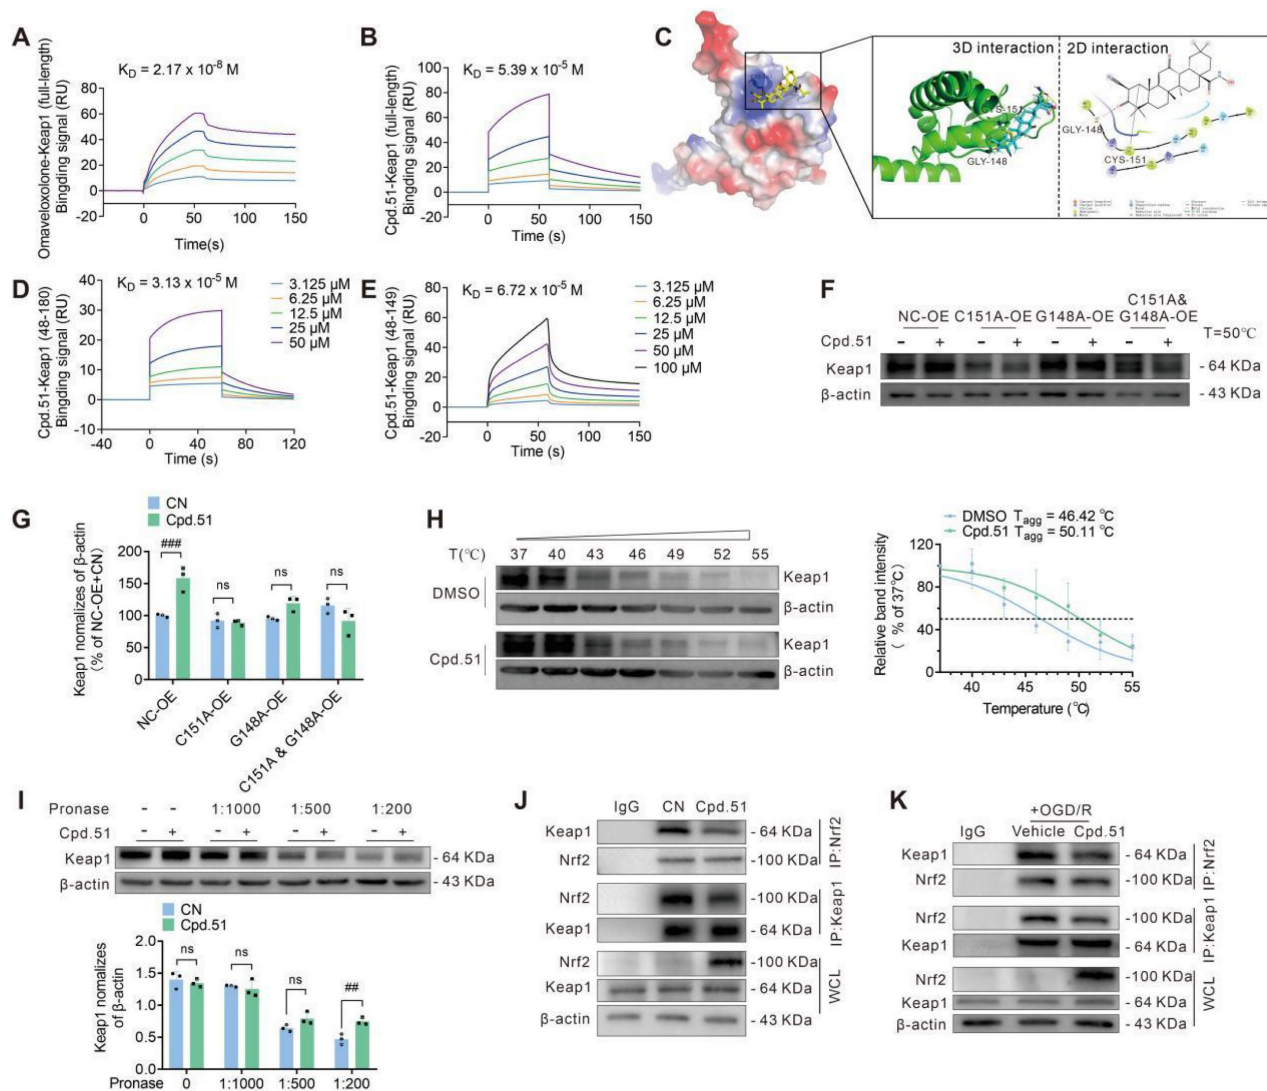 A
K_D = 2.17 x 10^-8 M
Omaveloxolone-Keap1 (full-length)
Bingding signal (RU)
80
60
40
20
0
-20
0
50
100
150
Time(s)
B
K_D = 5.39 x 10^-5 M
Cpd.51-Keap1 (full-length)
Bingding signal (RU)
100
80
60
40
20
0
-20
0
50
100
150
Time(s)
C
3D interaction
2D interaction
CYS-151
GLY-148
GLY-148
CYS-151
D
K_D = 3.13 x 10^-5 M
Cpd.51-Keap1 (48-180)
Bingding signal (RU)
40
30
20
10
0
-10
-40
0
40
80
120
Time (s)
3.125 μM
6.25 μM
12.5 μM
25 μM
50 μM
E
K_D = 6.72 x 10^-5 M
Cpd.51-Keap1 (48-149)
Bingding signal (RU)
80
60
40
20
0
-20
0
50
100
150
Time (s)
3.125 μM
6.25 μM
12.5 μM
25 μM
50 μM
100 μM
F
NC-OE C151A-OE G148A-OE C151A& G148A-OE
T=50℃
Cpd.51 - + - + - + - +
Keap1 - 64 KDa
β-actin - 43 KDa
G
CN
Cpd.51
Keap1 normalizes of β-actin
(% of NC-OE+CN)
200
150
100
50
0
###
ns
ns
ns
NC-OE
C151A-OE
G148A-OE
C151A & G148A-OE
H
T(℃) 37 40 43 46 49 52 55
DMSO
Keap1
β-actin
Cpd.51
Keap1
β-actin
DMSO T_agg = 46.42 ℃
Cpd.51 T_agg = 50.11 ℃
Relative band intensity
( % of 37℃)
120
80
40
0
40
45
50
55
Temperature (℃)
I
Pronase - - 1:1000 1:500 1:200
Cpd.51 - + - + - + - +
Keap1 - 64 KDa
β-actin - 43 KDa
CN
Cpd.51
Keap1 nomalizes
of β-actin
1.5
1.0
0.5
0.0
ns
ns
ns
##
Pronase 0 1:1000 1:500 1:200
J
IgG CN Cpd.51
Keap1 - 64 KDa
Nrf2 -100 KDa
IP:Nrf2
Nrf2 -100 KDa
Keap1 - 64 KDa
IP:Keap1
Nrf2 -100 KDa
Keap1 - 64 KDa
β-actin - 43 KDa
WCL
K
+OGD/R
IgG Vehicle Cpd.51
Keap1 - 64 KDa
Nrf2 -100 KDa
IP:Nrf2
Nrf2 -100 KDa
Keap1 - 64 KDa
IP:Keap1
Nrf2 -100 KDa
Keap1 - 64 KDa
β-actin - 43 KDa
WCL